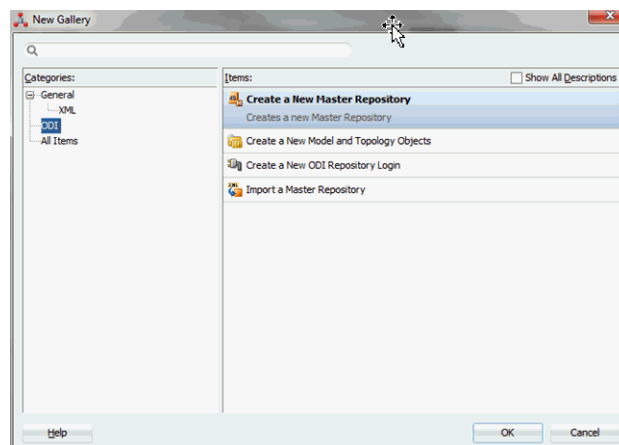 New Gallery
Categories:
General
XML
ODI
All Items
Items:
Show All Descriptions
Create a New Master Repository
Creates a new Master Repository
Create a New Model and Topology Objects
Create a New ODI Repository Login
Import a Master Repository
Help
OK
Cancel